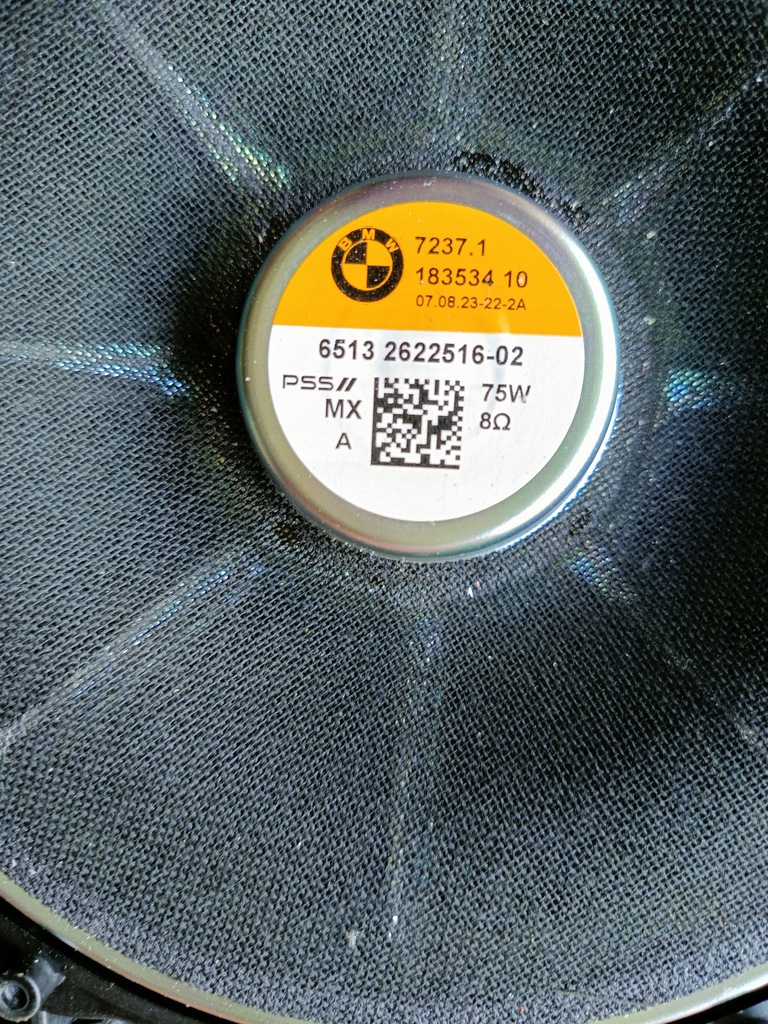 BMW
7237.1
183534 10
07.08.23-22-2A
6513 2622516-02
PSS//
MX
A
75W
8Ω